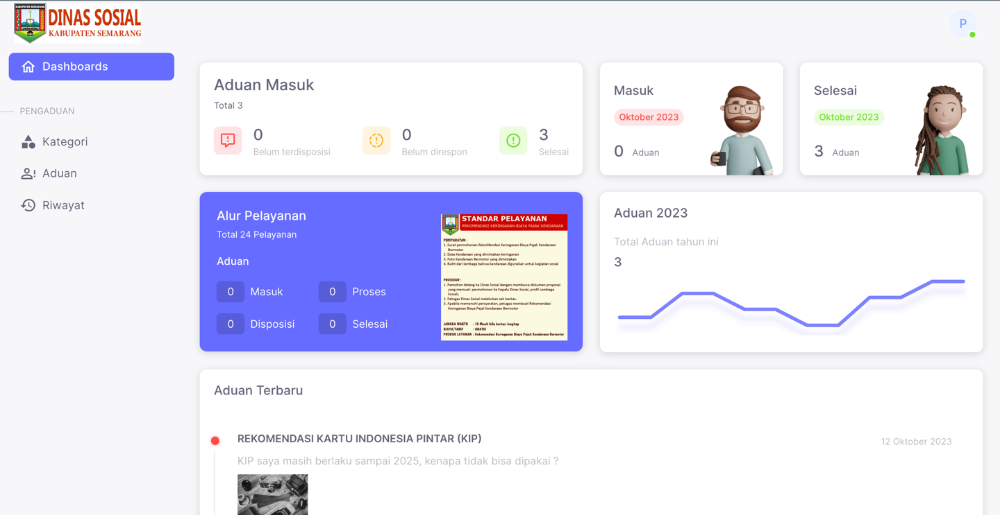 KABUPATEN SEMARANG
DINAS SOSIAL
KABUPATEN SEMARANG
P
Dashboards
PENGADUAN
Kategori
Aduan
Riwayat
Aduan Masuk
Total 3
0
Belum terdisposisi
0
Belum direspon
3
Selesai
Masuk
Oktober 2023
0 Aduan
Selesai
Oktober 2023
3 Aduan
Alur Pelayanan
Total 24 Pelayanan
Aduan
0 Masuk
0 Proses
0 Disposisi
0 Selesai
STANDAR PELAYANAN
REKOMENDASI KERINGANAN BIAYA PAJAK KENDARAAN
PERSYARATAN :
1. Surat permohonan RekoMendasi Keringanan Biaya Pajak Kendaraan
Bermotor
2. Data Kendaraan yang dimintakan keringanan
3. Foto Kendaraan Bermotor yang dimintakan
4. Bukti dari lembaga bahwa kendaraan digunakan untuk kegiatan sosial
PROSEDUR :
1. Pemohon datang ke Dinas Sosial dengan membawa dokumen proposal
yang memuat: permohonan ke Kepala Dinas Sosial, profil Lembaga
Sosial,
2. Petugas Dinas Sosial melakukan cek berkas.
3. Apabila memenuhi persyaratan, petugas membuat Rekomendasi
Keringanan Biaya Pajal Kendaraan Bermotor
JANGKA WAKTU : 10 Menit bila berkas lengkap
BIAYA/TARIF : GRATIS
PRODUK LAYANAN : Rekomendasi Keringanan Biaya Pajak Kendaraan Bermotor
Aduan 2023
Total Aduan tahun ini
3
Aduan Terbaru
REKOMENDASI KARTU INDONESIA PINTAR (KIP)
12 Oktober 2023
KIP saya masih berlaku sampai 2025, kenapa tidak bisa dipakai ?